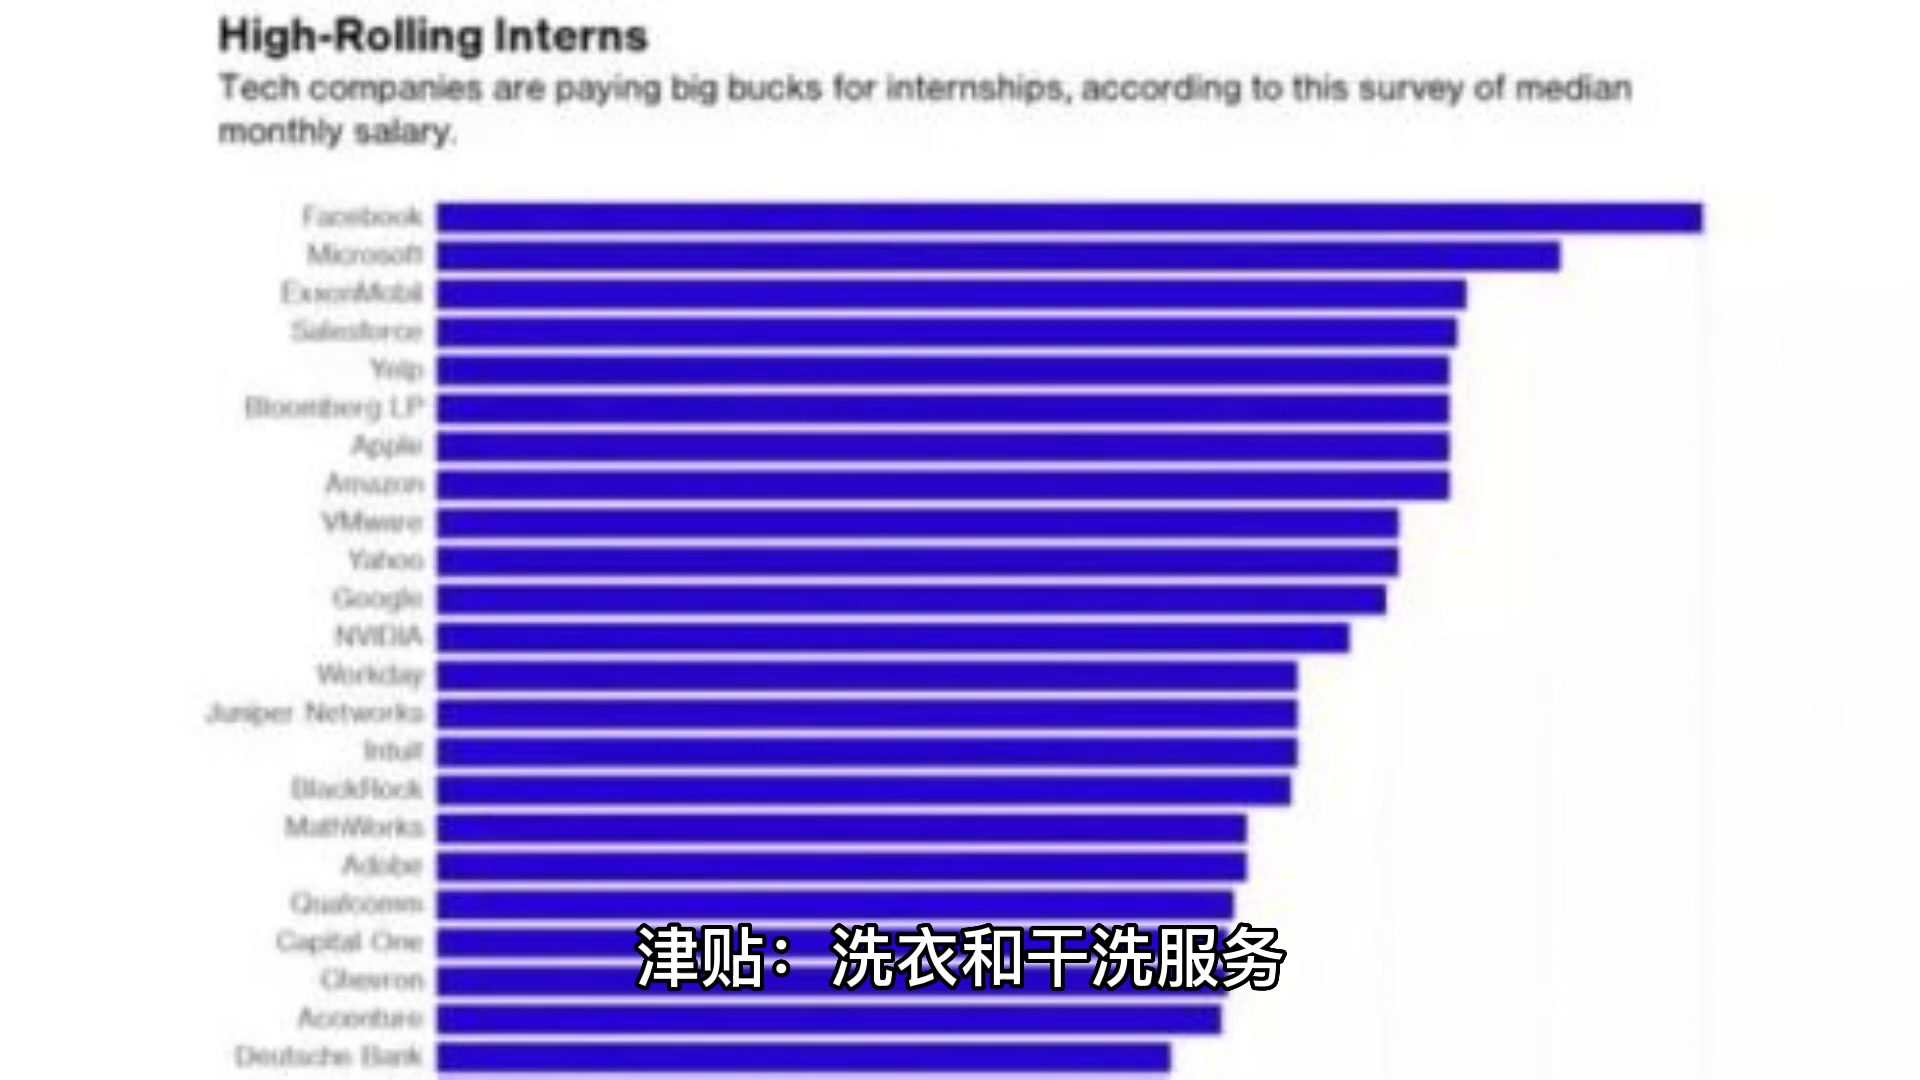 High-Rolling Interns
Tech companies are paying big bucks for internships, according to this survey of median
monthly salary.
Facebook
Microsoft
ExxonMobil
Salesforce
Yelp
Bloomberg LP
Apple
Amazon
VMware
Yahoo
Google
NVIDIA
Workday
Juniper Networks
Intuit
BlackRock
MathWorks
Adobe
Qualcomm
Capital One
津贴：洗衣和干洗服务
Chevron
Accenture
Deutsche Bank